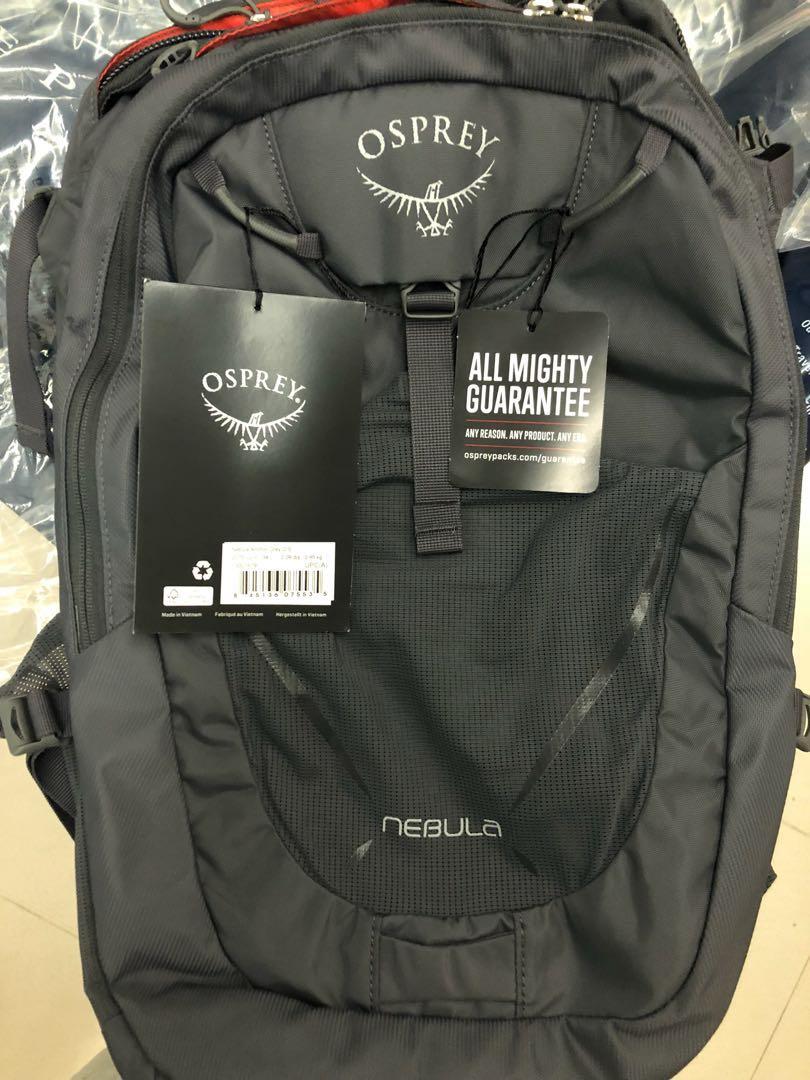 OSPREY
OSPREY
ALL MIGHTY
GUARANTEE
ANY REASON. ANY PRODUCT. ANY ERA.
ospreypacks.com/guarantee
UPC(A)
Made in Vietnam Fabriqué au Vietnam Hergestellt in Vietnam
NEBULA